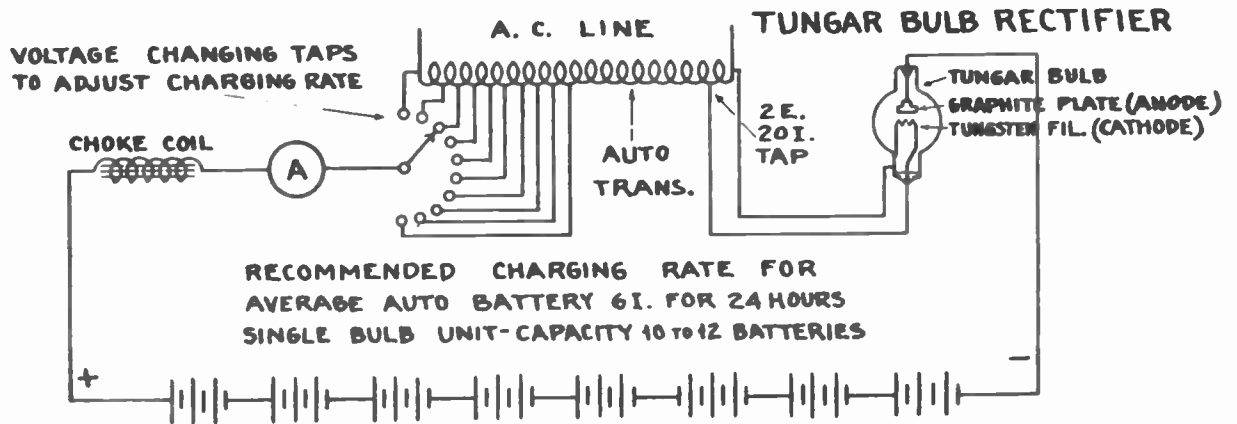 TUNGAR BULB RECTIFIER
A. C. LINE
VOLTAGE CHANGING TAPS
TO ADJUST CHARGING RATE
TUNGAR BULB
GRAPHITE PLATE (ANODE)
TUNGSTEN FIL. (CATHODE)
CHOKE COIL
A
AUTO
TRANS.
2 E.
20 I.
TAP
RECOMMENDED CHARGING RATE FOR
AVERAGE AUTO BATTERY 6 I. FOR 24 HOURS
SINGLE BULB UNIT-CAPACITY 10 TO 12 BATTERIES
+
−